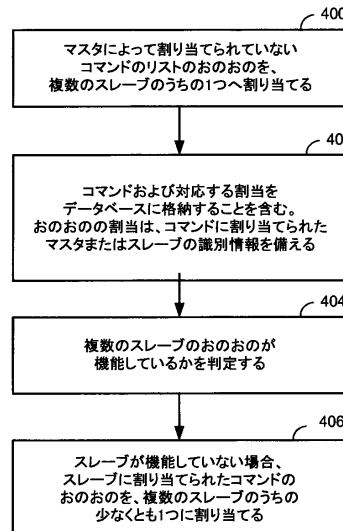 400
マスタによって割り当てられていない
コマンドのリストのおのおのを、
複数のスレーブのうちの1つへ割り当てる
40
コマンドおよび対応する割当を
データベースに格納することを含む。
おのおのの割当は、コマンドに割り当てられた
マスタまたはスレーブの識別情報を備える
404
複数のスレーブのおのおのが
機能しているかを判定する
406
スレーブが機能していない場合、
スレーブに割り当てられたコマンドの
おのおのを、複数のスレーブのうちの
少なくとも1つに割り当てる